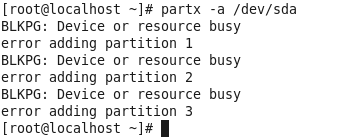 [root@localhost ~]# partx -a /dev/sda
BLKPG: Device or resource busy
error adding partition 1
BLKPG: Device or resource busy
error adding partition 2
BLKPG: Device or resource busy
error adding partition 3
[root@localhost ~]#